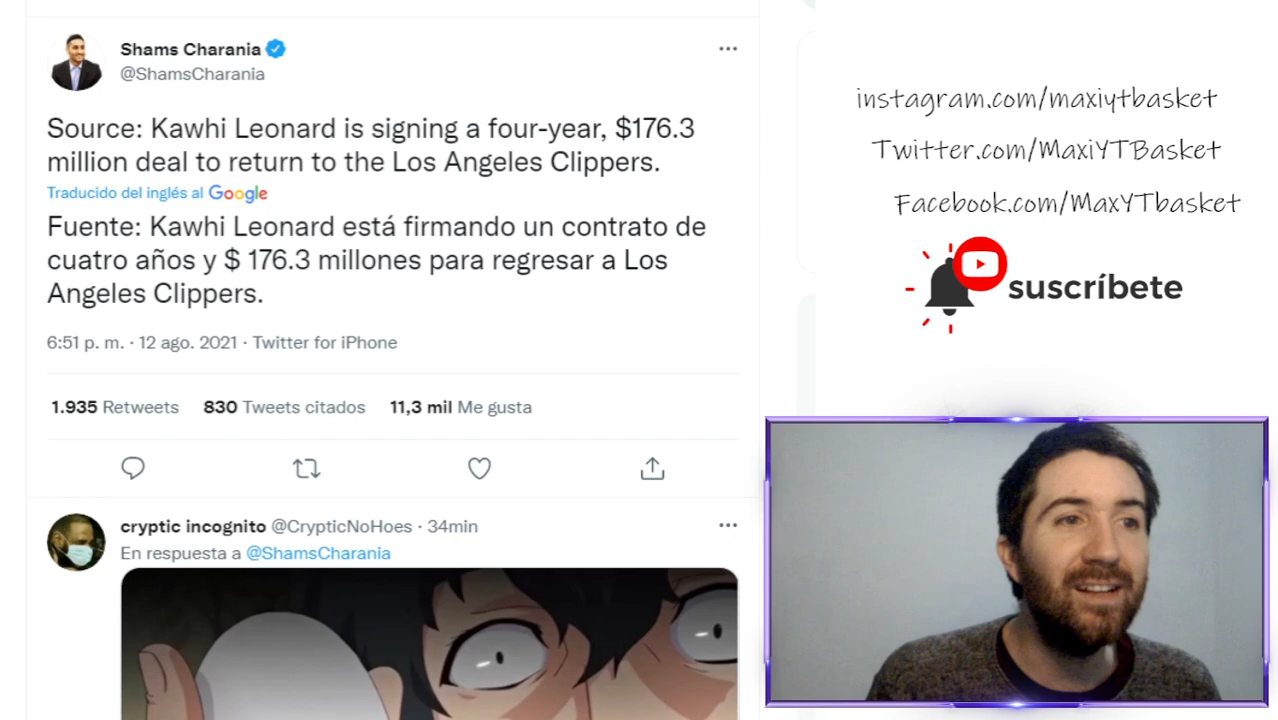 Shams Charania
@ShamsCharania
Source: Kawhi Leonard is signing a four-year, $176.3
million deal to return to the Los Angeles Clippers.
Traducido del inglés al Google
Fuente: Kawhi Leonard está firmando un contrato de
cuatro años y $ 176.3 millones para regresar a Los
Angeles Clippers.
6:51 p. m. · 12 ago. 2021 · Twitter for iPhone
1.935 Retweets 830 Tweets citados 11,3 mil Me gusta
cryptic incognito @CrypticNoHoes · 34min
En respuesta a @ShamsCharania
instagram.com/maxiytbasket
Twitter.com/MaxiYTBasket
Facebook.com/MaxYTbasket
suscríbete